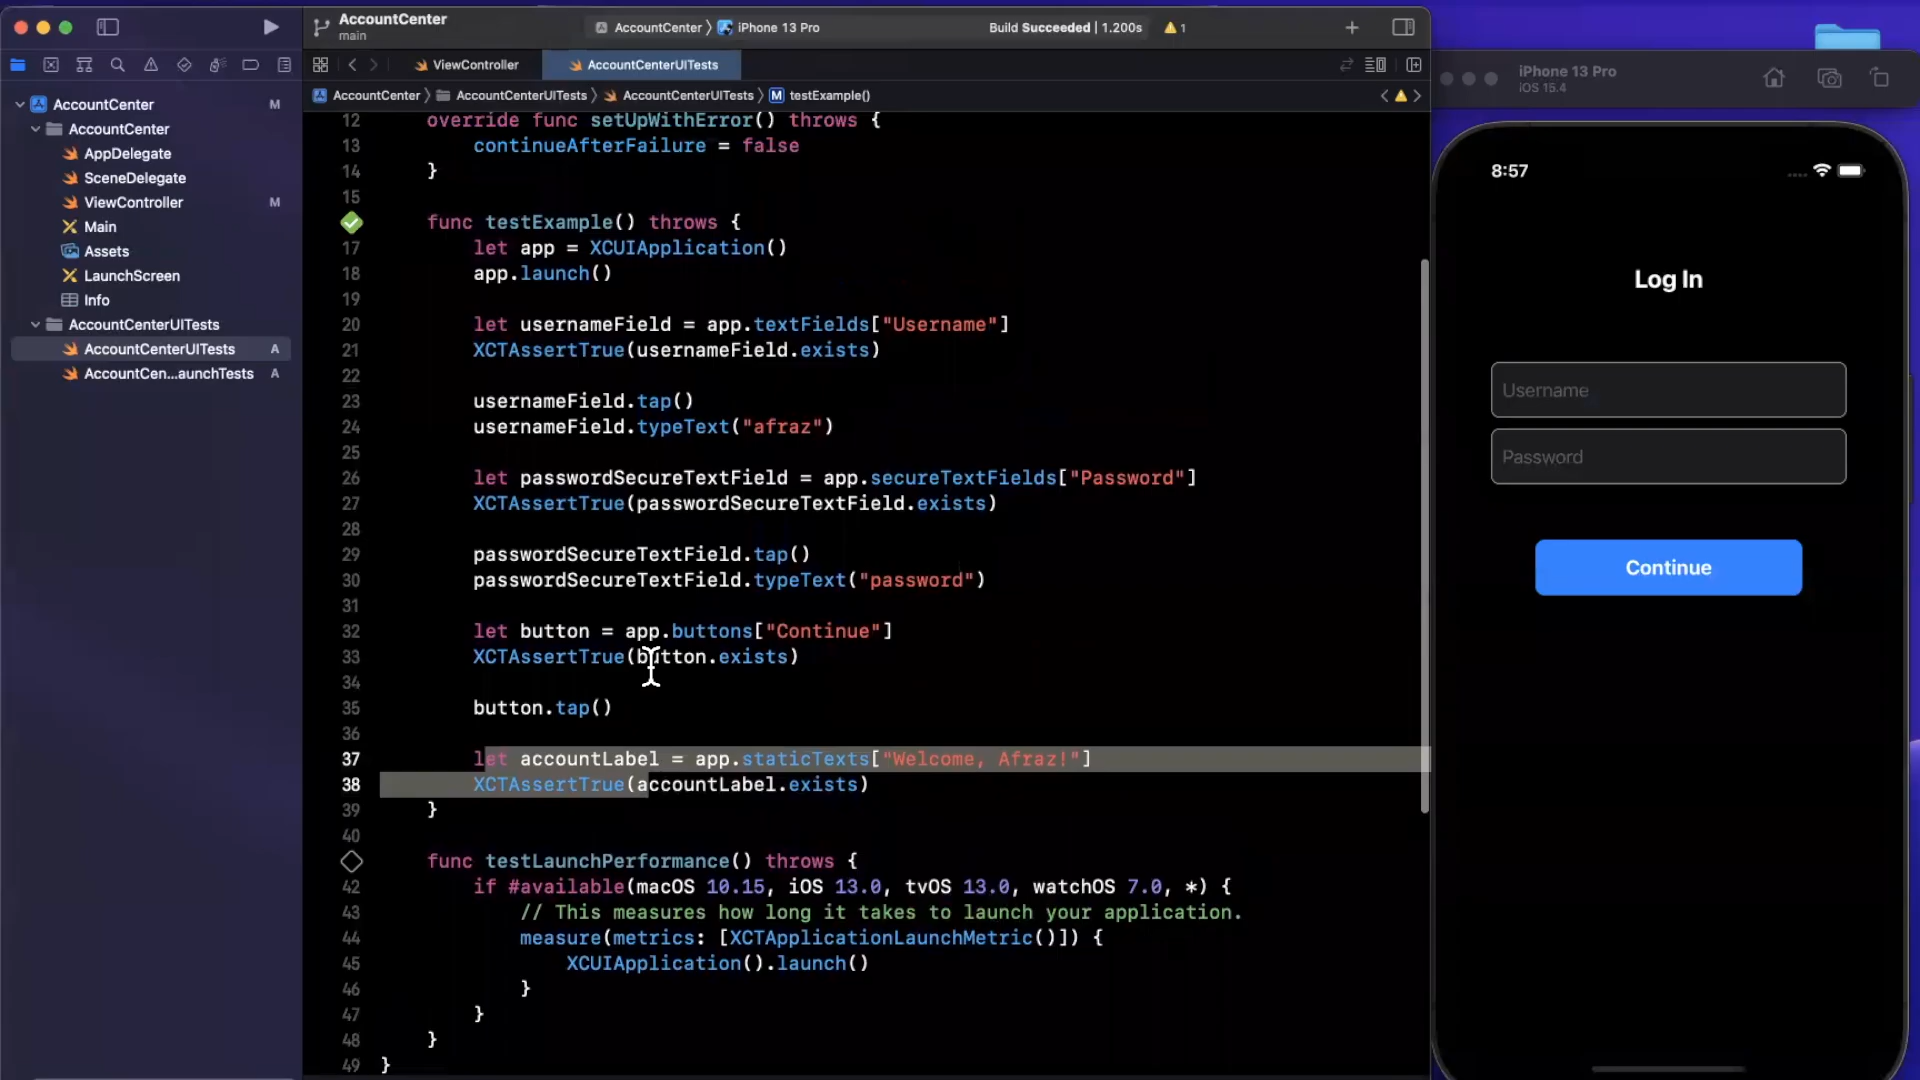 AccountCenter
main
AccountCenter
iPhone 13 Pro
Build Succeeded | 1.200s
1
ViewController
AccountCenterUITests
AccountCenter
AccountCenterUITests
AccountCenterUITests
M
testExample()
AccountCenter
M
AccountCenter
AppDelegate
SceneDelegate
ViewController
M
Main
Assets
LaunchScreen
Info
AccountCenterUITests
AccountCenterUITests
A
AccountCen...aunchTests
A
12 override func setUpWithError() throws {
13 continueAfterFailure = false
14 }
15
func testExample() throws {
17 let app = XCUIApplication()
18 app.launch()
19
20 let usernameField = app.textFields["Username"]
21 XCTAssertTrue(usernameField.exists)
22
23 usernameField.tap()
24 usernameField.typeText("afraz")
25
26 let passwordSecureTextField = app.secureTextFields["Password"]
27 XCTAssertTrue(passwordSecureTextField.exists)
28
29 passwordSecureTextField.tap()
30 passwordSecureTextField.typeText("password")
31
32 let button = app.buttons["Continue"]
33 XCTAssertTrue(button.exists)
34
35 button.tap()
36
37 let accountLabel = app.staticTexts["Welcome, Afraz!"]
38 XCTAssertTrue(accountLabel.exists)
39 }
40
func testLaunchPerformance() throws {
42 if #available(macOS 10.15, iOS 13.0, tvOS 13.0, watchOS 7.0, *) {
43 // This measures how long it takes to launch your application.
44 measure(metrics: [XCTApplicationLaunchMetric()]) {
45 XCUIApplication().launch()
46 }
47 }
48 }
49 }
iPhone 13 Pro
iOS 15.4
8:57
Log In
Username
Password
Continue